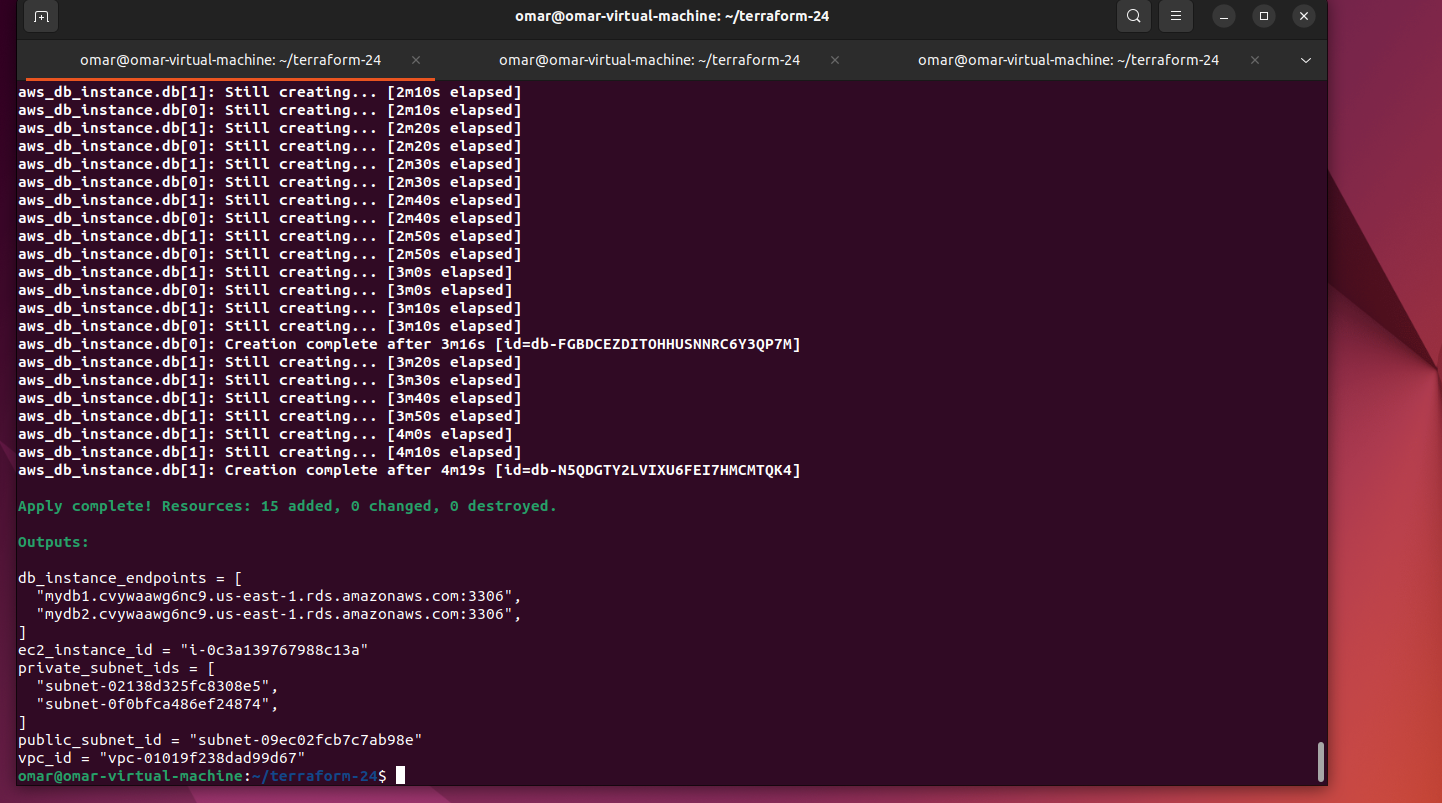 omar@omar-virtual-machine: ~/terraform-24
omar@omar-virtual-machine: ~/terraform-24
omar@omar-virtual-machine: ~/terraform-24
omar@omar-virtual-machine: ~/terraform-24
aws_db_instance.db[1]: Still creating... [2m10s elapsed]
aws_db_instance.db[0]: Still creating... [2m10s elapsed]
aws_db_instance.db[1]: Still creating... [2m20s elapsed]
aws_db_instance.db[0]: Still creating... [2m20s elapsed]
aws_db_instance.db[1]: Still creating... [2m30s elapsed]
aws_db_instance.db[0]: Still creating... [2m30s elapsed]
aws_db_instance.db[1]: Still creating... [2m40s elapsed]
aws_db_instance.db[0]: Still creating... [2m40s elapsed]
aws_db_instance.db[1]: Still creating... [2m50s elapsed]
aws_db_instance.db[0]: Still creating... [2m50s elapsed]
aws_db_instance.db[1]: Still creating... [3m0s elapsed]
aws_db_instance.db[0]: Still creating... [3m0s elapsed]
aws_db_instance.db[1]: Still creating... [3m10s elapsed]
aws_db_instance.db[0]: Still creating... [3m10s elapsed]
aws_db_instance.db[0]: Creation complete after 3m16s [id=db-FGBDCEZDITOHHUSNNRC6Y3QP7M]
aws_db_instance.db[1]: Still creating... [3m20s elapsed]
aws_db_instance.db[1]: Still creating... [3m30s elapsed]
aws_db_instance.db[1]: Still creating... [3m40s elapsed]
aws_db_instance.db[1]: Still creating... [3m50s elapsed]
aws_db_instance.db[1]: Still creating... [4m0s elapsed]
aws_db_instance.db[1]: Still creating... [4m10s elapsed]
aws_db_instance.db[1]: Creation complete after 4m19s [id=db-N5QDGTY2LVIXU6FEI7HMCMTQK4]
Apply complete! Resources: 15 added, 0 changed, 0 destroyed.
Outputs:
db_instance_endpoints = [
  "mydb1.cvywaawg6nc9.us-east-1.rds.amazonaws.com:3306",
  "mydb2.cvywaawg6nc9.us-east-1.rds.amazonaws.com:3306",
]
ec2_instance_id = "i-0c3a139767988c13a"
private_subnet_ids = [
  "subnet-02138d325fc8308e5",
  "subnet-0f0bfca486ef24874",
]
public_subnet_id = "subnet-09ec02fcb7c7ab98e"
vpc_id = "vpc-01019f238dad99d67"
omar@omar-virtual-machine:~/terraform-24$